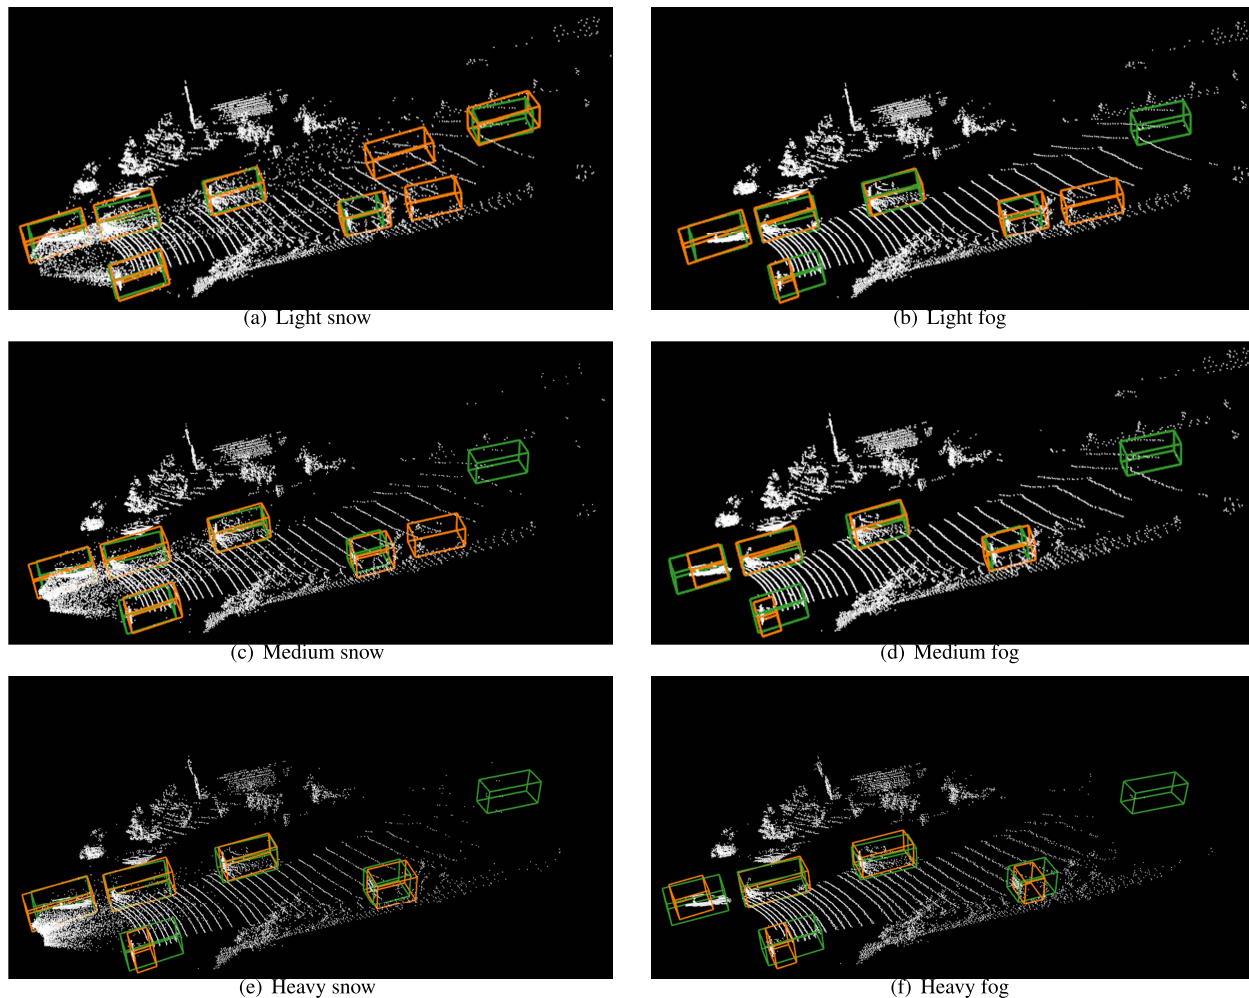 (a) Light snow
(b) Light fog
(c) Medium snow
(d) Medium fog
(e) Heavy snow
(f) Heavy fog